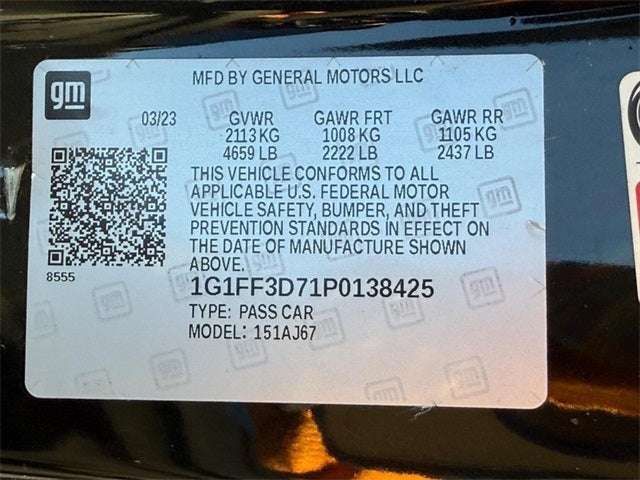 gm
MFD BY GENERAL MOTORS LLC
03/23 GVWR GAWR FRT GAWR RR
2113 KG 1008 KG 1105 KG
4659 LB 2222 LB 2437 LB
THIS VEHICLE CONFORMS TO ALL
APPLICABLE U.S. FEDERAL MOTOR
VEHICLE SAFETY, BUMPER, AND THEFT
PREVENTION STANDARDS IN EFFECT ON
THE DATE OF MANUFACTURE SHOWN
ABOVE.
8555
1G1FF3D71P0138425
TYPE: PASS CAR
MODEL: 151AJ67